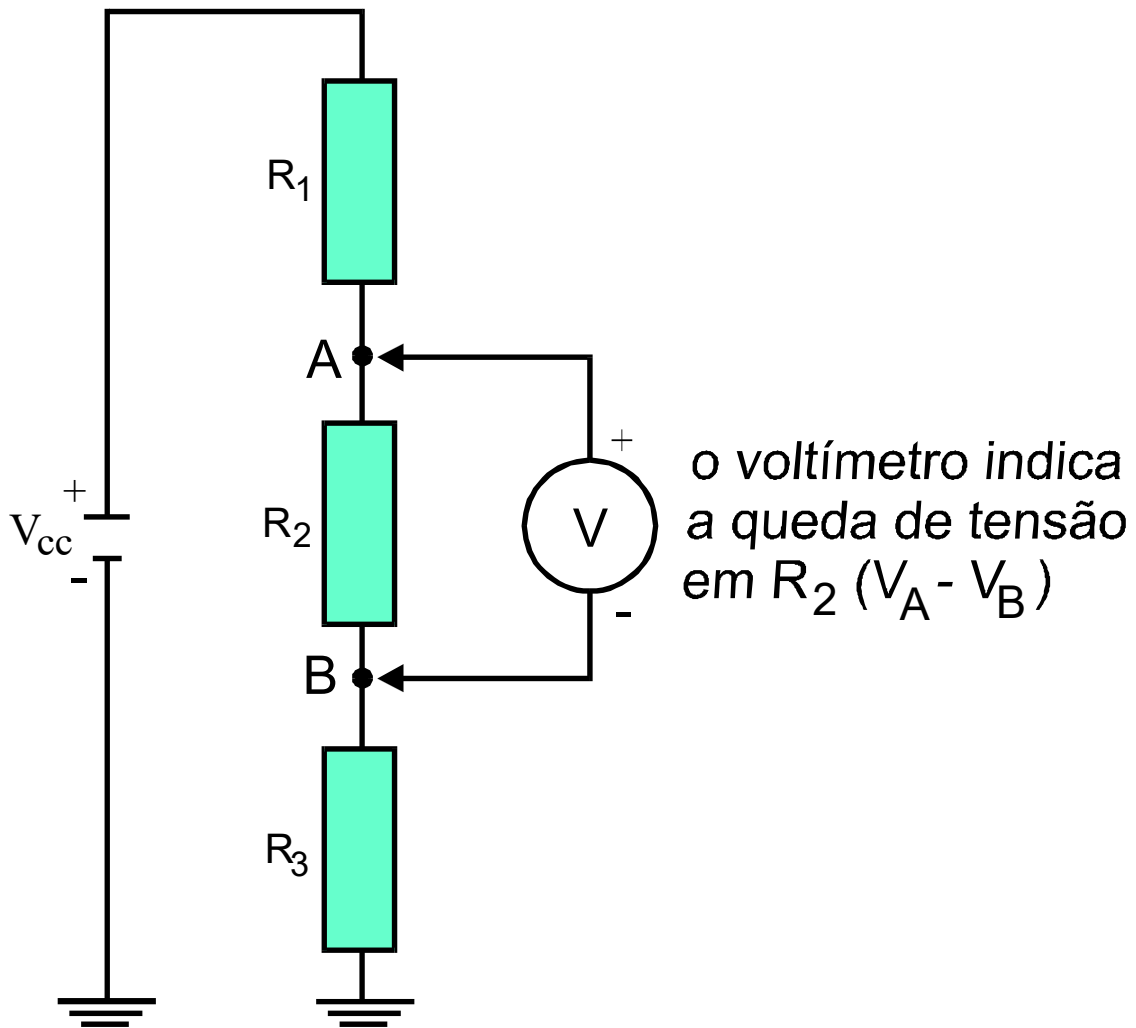 R1
A
+
+
Vcc
-
R2
V
o voltímetro indica
a queda de tensão
em R2 (VA - VB)
-
B
R3